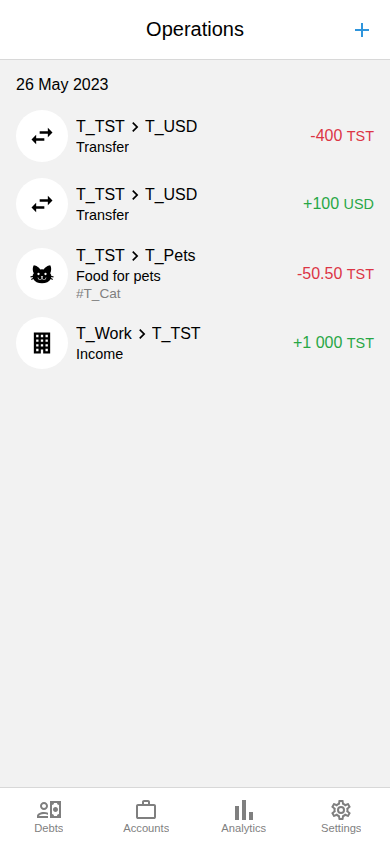 Operations
26 May 2023
T_TST > T_USD
Transfer
-400 TST
T_TST > T_USD
Transfer
+100 USD
T_TST > T_Pets
Food for pets
#T_Cat
-50.50 TST
T_Work > T_TST
Income
+1 000 TST
Debts
Accounts
Analytics
Settings